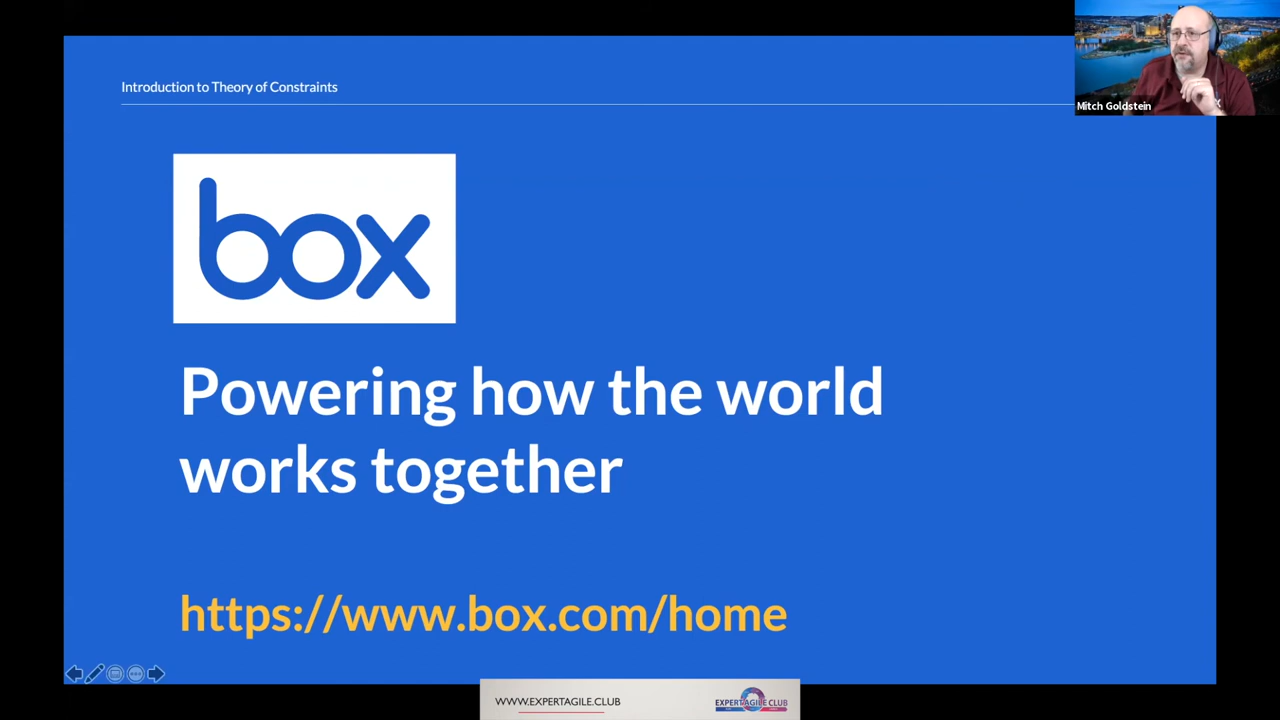 Introduction to Theory of Constraints
Mitch Goldstein
box
Powering how the world
works together
https://www.box.com/home
WWW.EXPERTAGILE.CLUB
EXPERTAGILE.CLUB